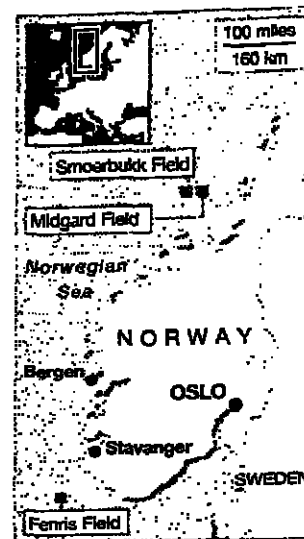 100 miles
160 km
Smoerbukk Field
Midgard Field
Norwegian
Sea
NORWAY
Bergen
OSLO
Stavanger
SWEDEN
Fenris Field